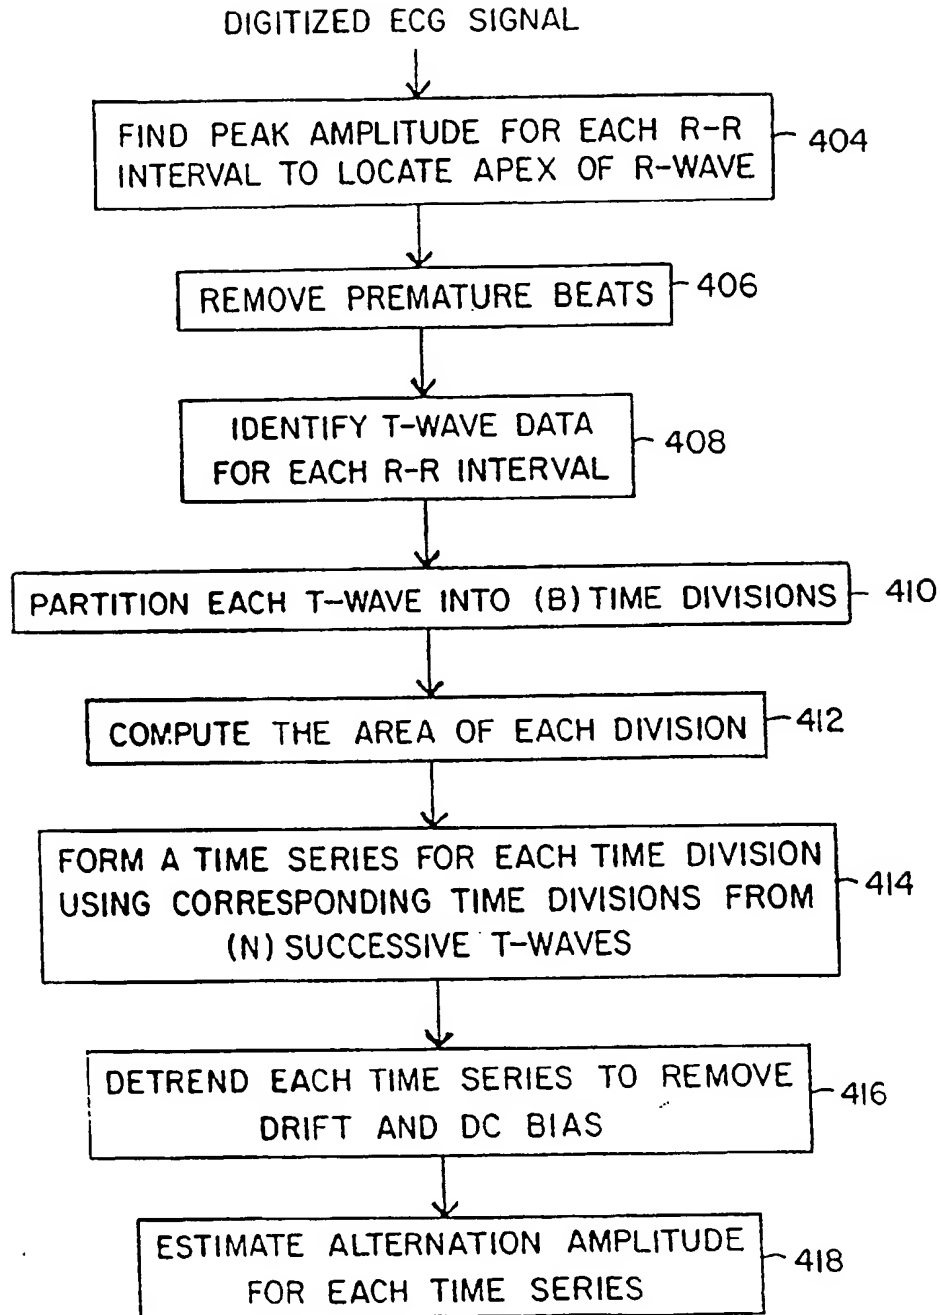 DIGITIZED ECG SIGNAL
FIND PEAK AMPLITUDE FOR EACH R-R
INTERVAL TO LOCATE APEX OF R-WAVE
404
REMOVE PREMATURE BEATS
406
IDENTIFY T-WAVE DATA
FOR EACH R-R INTERVAL
408
PARTITION EACH T-WAVE INTO (B) TIME DIVISIONS
410
COMPUTE THE AREA OF EACH DIVISION
412
FORM A TIME SERIES FOR EACH TIME DIVISION
USING CORRESPONDING TIME DIVISIONS FROM
(N) SUCCESSIVE T-WAVES
414
DETREND EACH TIME SERIES TO REMOVE
DRIFT AND DC BIAS
416
ESTIMATE ALTERNATION AMPLITUDE
FOR EACH TIME SERIES
418